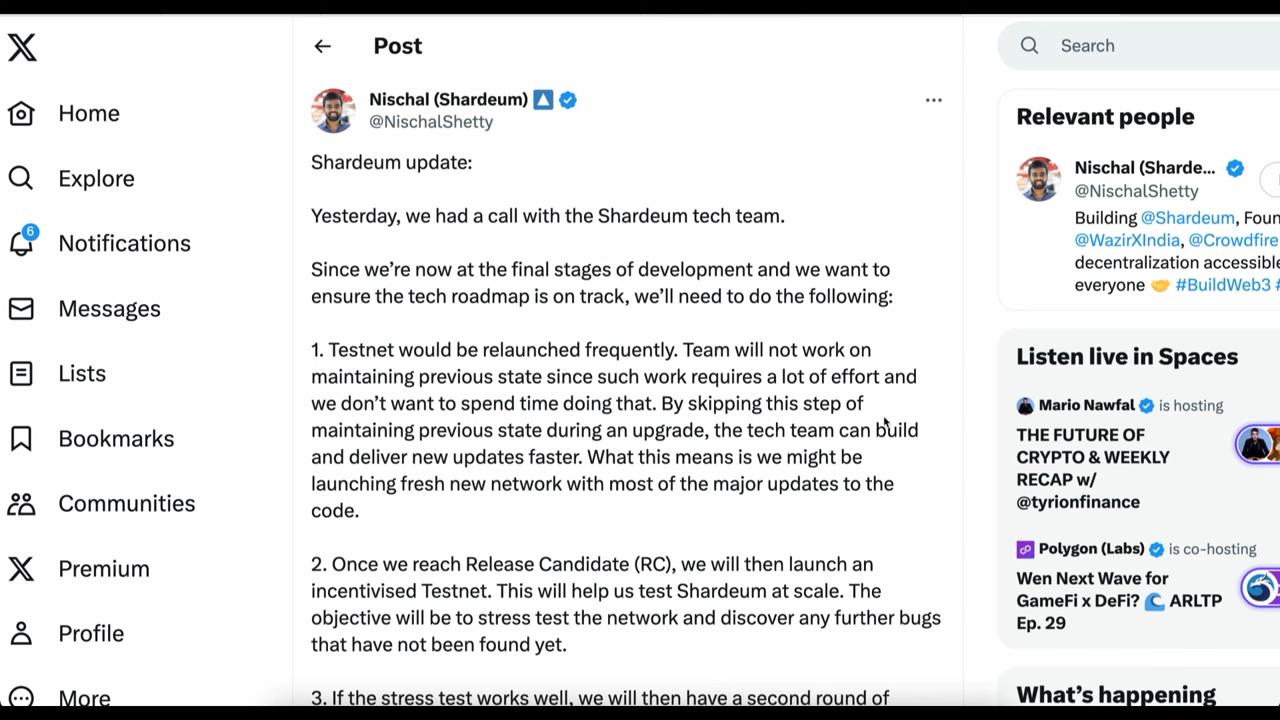 Home
Explore
6
Notifications
Messages
Lists
Bookmarks
Communities
Premium
Profile
More
Post
Nischal (Shardeum)
@NischalShetty
Shardeum update:
Yesterday, we had a call with the Shardeum tech team.
Since we’re now at the final stages of development and we want to
ensure the tech roadmap is on track, we’ll need to do the following:
1. Testnet would be relaunched frequently. Team will not work on
maintaining previous state since such work requires a lot of effort and
we don’t want to spend time doing that. By skipping this step of
maintaining previous state during an upgrade, the tech team can build
and deliver new updates faster. What this means is we might be
launching fresh new network with most of the major updates to the
code.
2. Once we reach Release Candidate (RC), we will then launch an
incentivised Testnet. This will help us test Shardeum at scale. The
objective will be to stress test the network and discover any further bugs
that have not been found yet.
3. If the stress test works well, we will then have a second round of
Search
Relevant people
Nischal (Sharde...
@NischalShetty
Building @Shardeum, Foun
@WazirXIndia, @Crowdfire
decentralization accessible
everyone 🤝 #BuildWeb3 #
Listen live in Spaces
Mario Nawfal is hosting
THE FUTURE OF
CRYPTO & WEEKLY
RECAP w/
@tyrionfinance
Polygon (Labs) is co-hosting
Wen Next Wave for
GameFi x DeFi? 🌊 ARLTP
Ep. 29
What’s happening